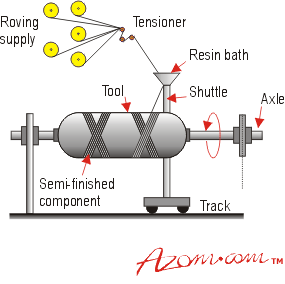 Roving
supply
Tensioner
Resin bath
Tool
Shuttle
Axle
Semi-finished
component
Track
Azom.com TM